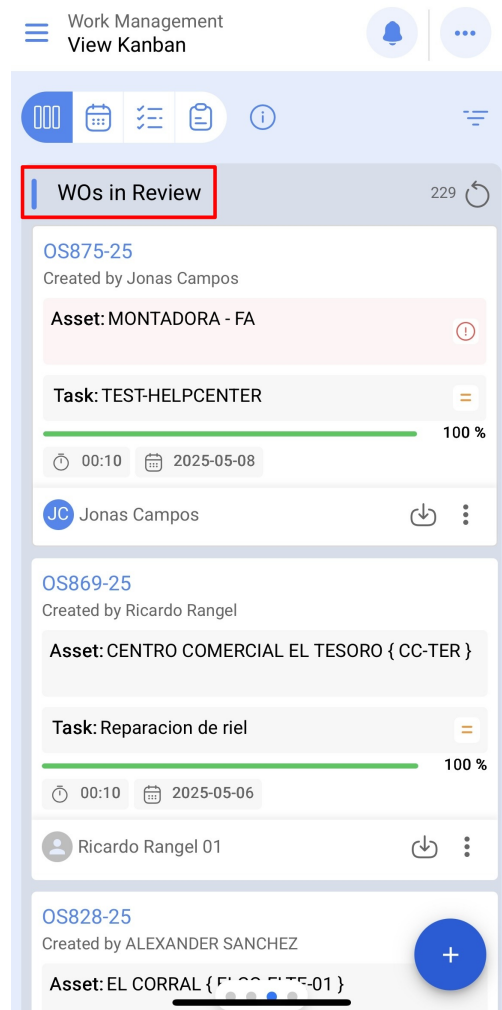 Work Management
View Kanban
WOs in Review
229
OS875-25
Created by Jonas Campos
Asset: MONTADORA - FA
Task: TEST-HELPCENTER
100 %
00:10 2025-05-08
JC Jonas Campos
OS869-25
Created by Ricardo Rangel
Asset: CENTRO COMERCIAL EL TESORO { CC-TER }
Task: Reparacion de riel
100 %
00:10 2025-05-06
Ricardo Rangel 01
OS828-25
Created by ALEXANDER SANCHEZ
Asset: EL CORRAL {
-01 }